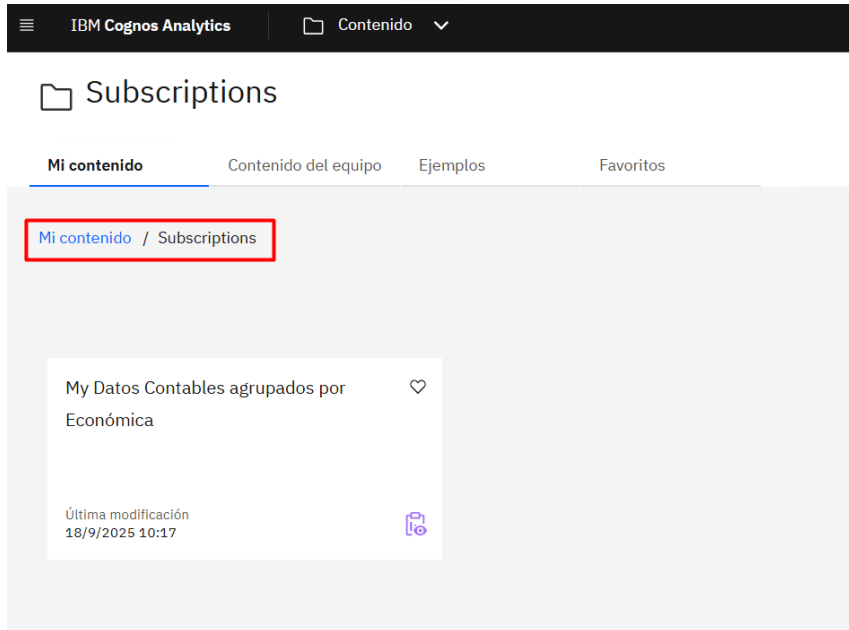 IBM Cognos Analytics
Contenido
Subscriptions
Mi contenido
Contenido del equipo
Ejemplos
Favoritos
Mi contenido / Subscriptions
My Datos Contables agrupados por
Económica
Última modificación
18/9/2025 10:17